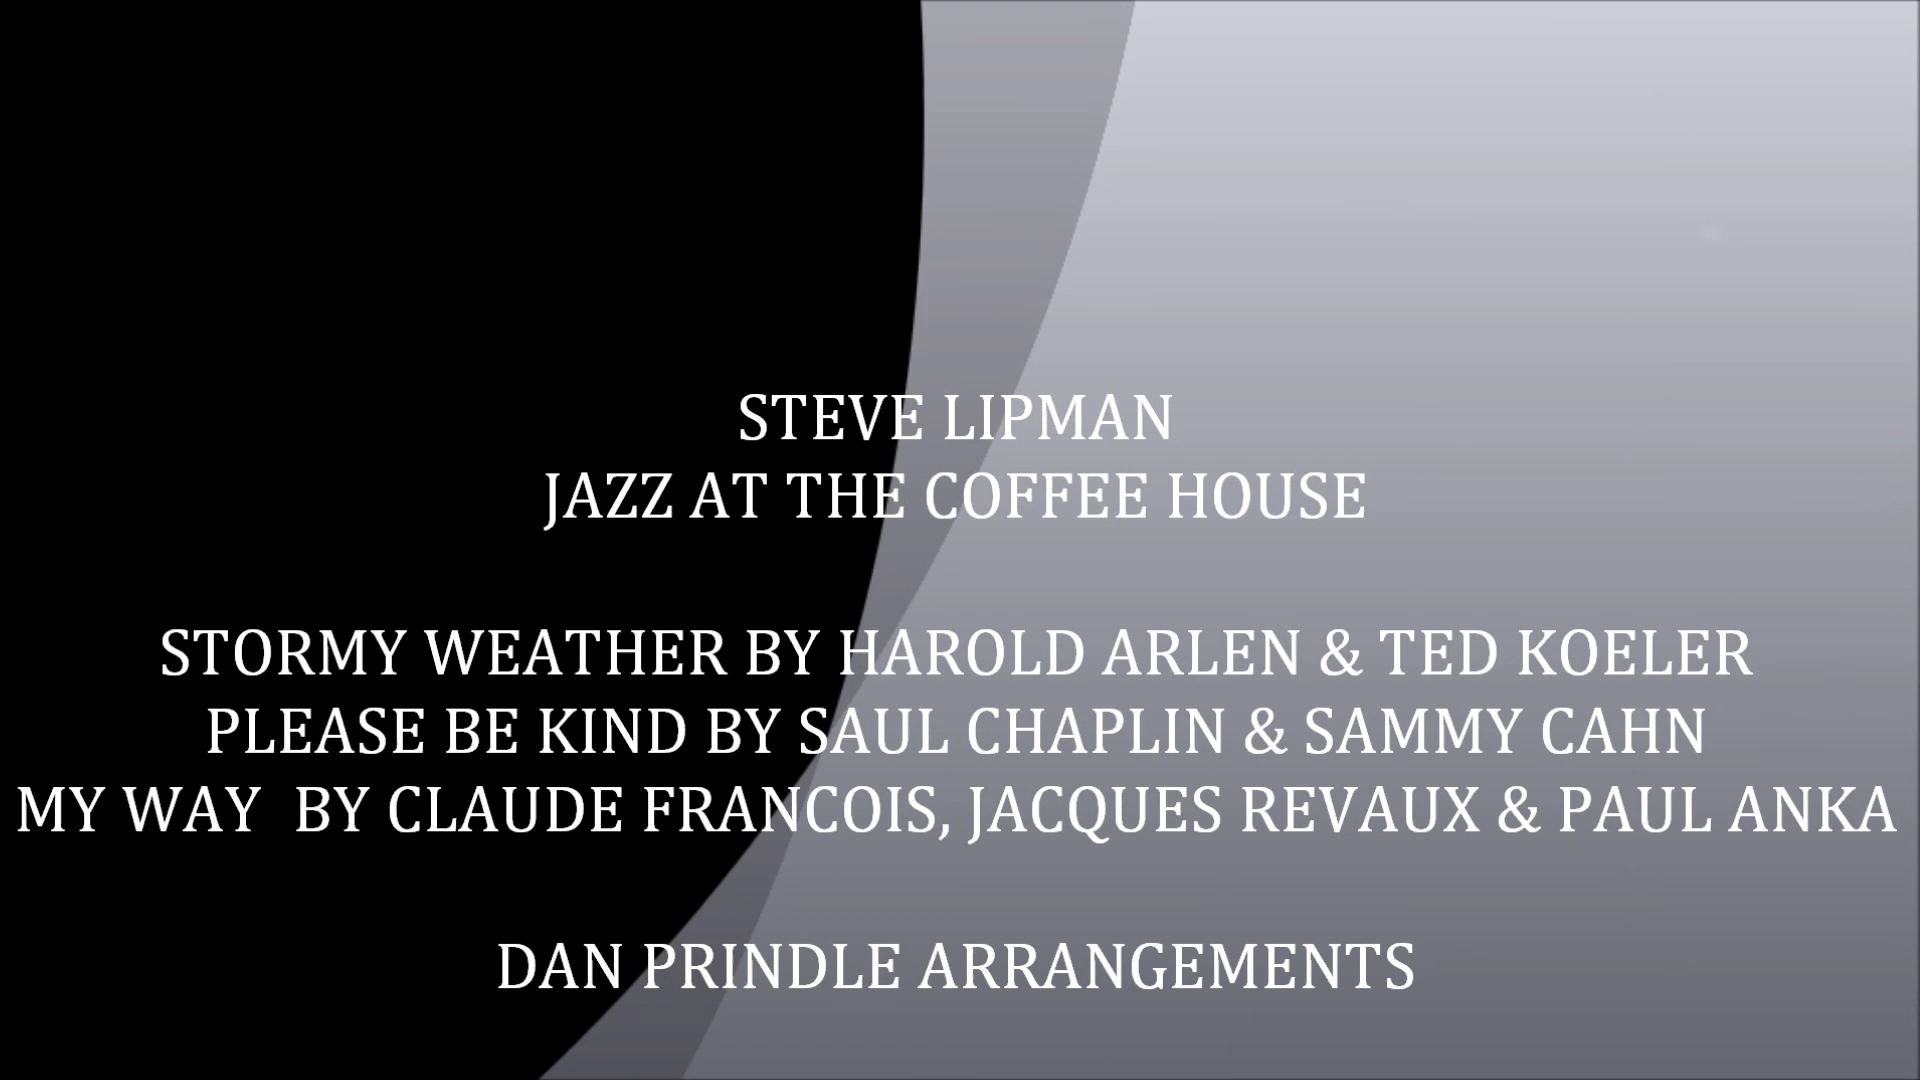 STEVE LIPMAN
JAZZ AT THE COFFEE HOUSE
STORMY WEATHER BY HAROLD ARLEN & TED KOELER
PLEASE BE KIND BY SAUL CHAPLIN & SAMMY CAHN
MY WAY  BY CLAUDE FRANCOIS, JACQUES REVAUX & PAUL ANKA
DAN PRINDLE ARRANGEMENTS